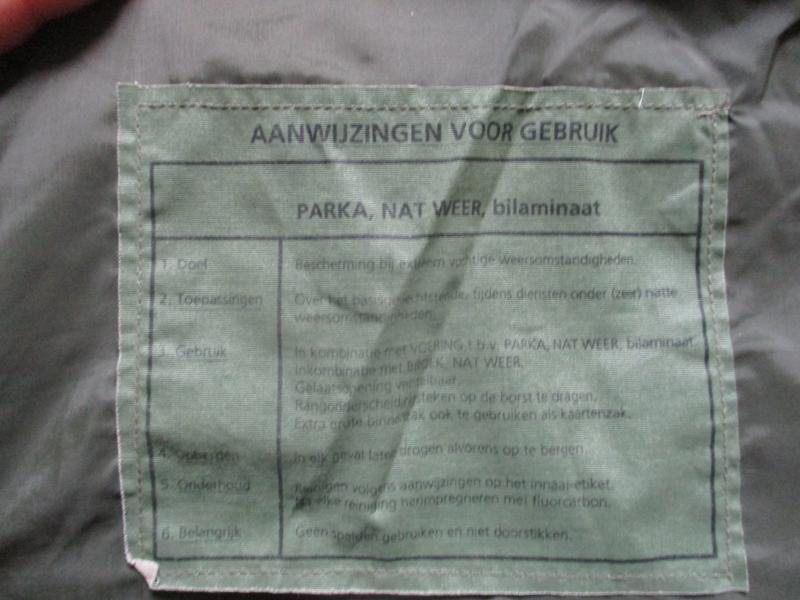 AANWIJZINGEN VOOR GEBRUIK
PARKA, NAT WEER, bilaminaat
1. Doel Bescherming bij extreem vochtige weersomstandigheden.
2. Toepassingen Over het basisgevechtstenue, tijdens diensten onder (zeer) natte
weersomstandigheden.
3. Gebruik In kombinatie met VOERING t.b.v. PARKA, NAT WEER, bilaminaat.
Inkombinatie met BROEK, NAT WEER.
Gelaatsopening verstelbaar.
Rangonderscheidingsteken op de borst te dragen.
Extra grote binnenzak ook te gebruiken als kaartenzak.
4. Opbergen In elk geval laten drogen alvorens op te bergen.
5. Onderhoud Reinigen volgens aanwijzingen op het innaai-etiket.
Na elke reiniging herimpregneren met fluorcarbon.
6. Belangrijk Geen spelden gebruiken en niet doorstikken.